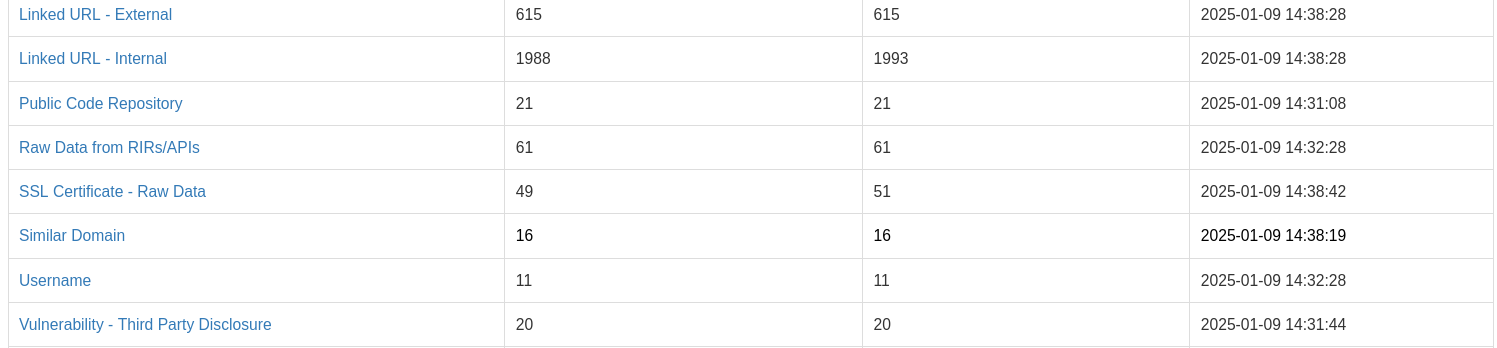 Linked URL - External 615 615 2025-01-09 14:38:28
Linked URL - Internal 1988 1993 2025-01-09 14:38:28
Public Code Repository 21 21 2025-01-09 14:31:08
Raw Data from RIRs/APIs 61 61 2025-01-09 14:32:28
SSL Certificate - Raw Data 49 51 2025-01-09 14:38:42
Similar Domain 16 16 2025-01-09 14:38:19
Username 11 11 2025-01-09 14:32:28
Vulnerability - Third Party Disclosure 20 20 2025-01-09 14:31:44